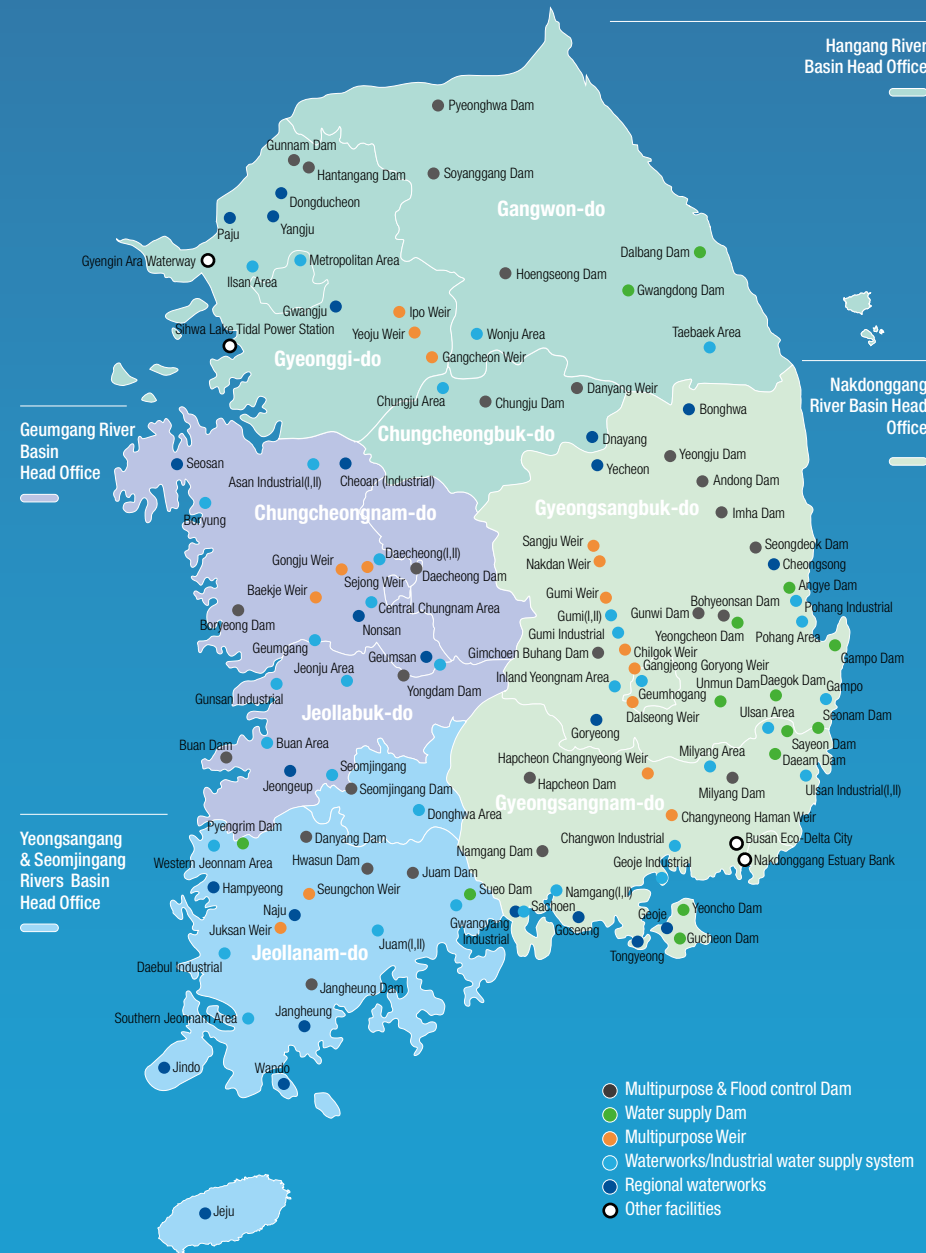 Hangang River
Basin Head Office
Pyeonghwa Dam
Gunnam Dam
Hantangang Dam
Soyanggang Dam
Dongducheon
Gangwon-do
Paju
Yangju
Dalbang Dam
Gyengin Ara Waterway
Metropolitan Area
Ilsan Area
Hoengseong Dam
Gwangdong Dam
Gwangju
Ipo Weir
Sihwa Lake Tidal Power Station
Yeoju Weir
Wonju Area
Taebaek Area
Gyeonggi-do
Gangcheon Weir
Nakdonggang
River Basin Head
Office
Chungju Area
Chungju Dam
Danyang Weir
Bonghwa
Geumgang River
Basin
Head Office
Chungcheongbuk-do
Dnayang
Seosan
Asan Industrial(I,II)
Cheoan (Industrial)
Yecheon
Yeongju Dam
Andong Dam
Boryung
Chungcheongnam-do
Gyeongsangbuk-do
Imha Dam
Sangju Weir
Nakdan Weir
Seongdeok Dam
Cheongsong
Gongju Weir
Daecheong(I,II)
Sejong Weir
Daecheong Dam
Baekje Weir
Gumi Weir
Angye Dam
Bohyeonsan Dam
Pohang Industrial
Boryeong Dam
Central Chungnam Area
Nonsan
Gumi(I,II)
Gunwi Dam
Gumi Industrial
Yeongcheon Dam
Pohang Area
Geumgang
Geumsan
Gimcheon Buhang Dam
Chilgok Weir
Gampo Dam
Jeonju Area
Gangjeong Goryong Weir
Inland Yeongnam Area
Unmun Dam
Daegok Dam
Gampo
Gunsan Industrial
Yongdam Dam
Geumhogang
Jeollabuk-do
Dalseong Weir
Ulsan Area
Seonam Dam
Goryeong
Sayeon Dam
Buan Dam
Buan Area
Milyang Area
Daeam Dam
Seomjingang
Hapcheon Changnyeong Weir
Jeongeup
Seomjingang Dam
Hapcheon Dam
Milyang Dam
Ulsan Industrial(I,II)
Gyeongsangnam-do
Donghwa Area
Changyneong Haman Weir
Yeongsangang
& Seomjingang
Rivers Basin
Head Office
Pyengrim Dam
Danyang Dam
Changwon Industrial
Busan Eco-Delta City
Western Jeonnam Area
Hwasun Dam
Namgang Dam
Geoje Industrial
Nakdonggang Estuary Bank
Juam Dam
Hampyeong
Seungchon Weir
Sueo Dam
Namgang(I,II)
Sachoen
Naju
Yeoncho Dam
Geoje
Juksan Weir
Gwangyang
Industrial
Goseong
Juam(I,II)
Gucheon Dam
Jeollanam-do
Tongyeong
Daebul Industrial
Jangheung Dam
Southern Jeonnam Area
Jangheung
Jindo
Wando
Multipurpose & Flood control Dam
Water supply Dam
Multipurpose Weir
Waterworks/Industrial water supply system
Regional waterworks
Other facilities
Jeju